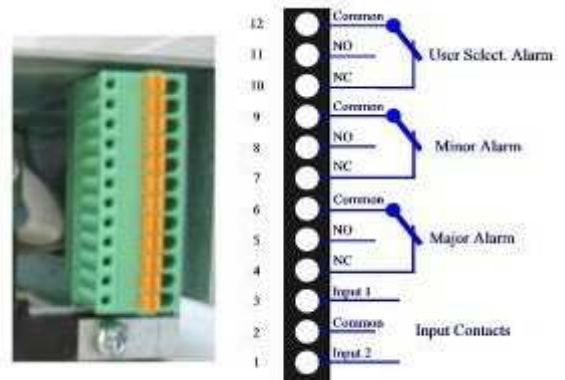 12 Common
11 NO User Select. Alarm
10 NC
9 Common
8 NO Minor Alarm
7 NC
6 Common
5 NO Major Alarm
4 NC
3 Input 1
2 Common Input Contacts
1 Input 2